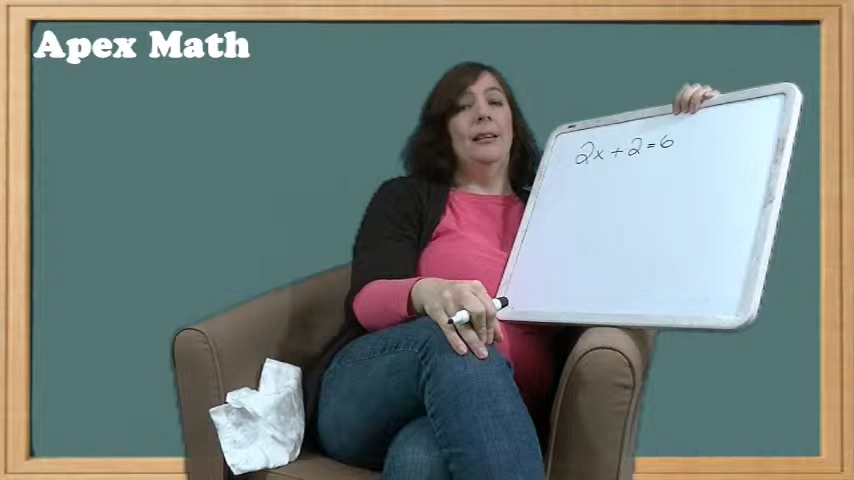 Apex Math
2x + 2 = 6